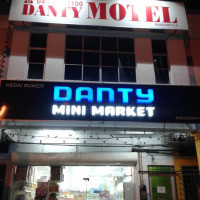 DANTY MOTEL
KEDAI RUNCIT
DANTY
MINI MARKET